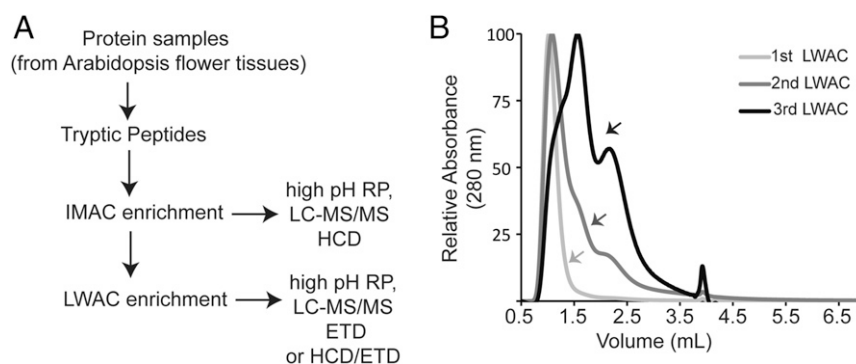 A
Protein samples
(from Arabidopsis flower tissues)
Tryptic Peptides
IMAC enrichment
high pH RP,
LC-MS/MS
HCD
LWAC enrichment
high pH RP,
LC-MS/MS
ETD
or HCD/ETD
B
Relative Absorbance
(280 nm)
100
75
50
25
0.5 1.5 2.5 3.5 4.5 5.5 6.5
Volume (mL)
1st LWAC
2nd LWAC
3rd LWAC